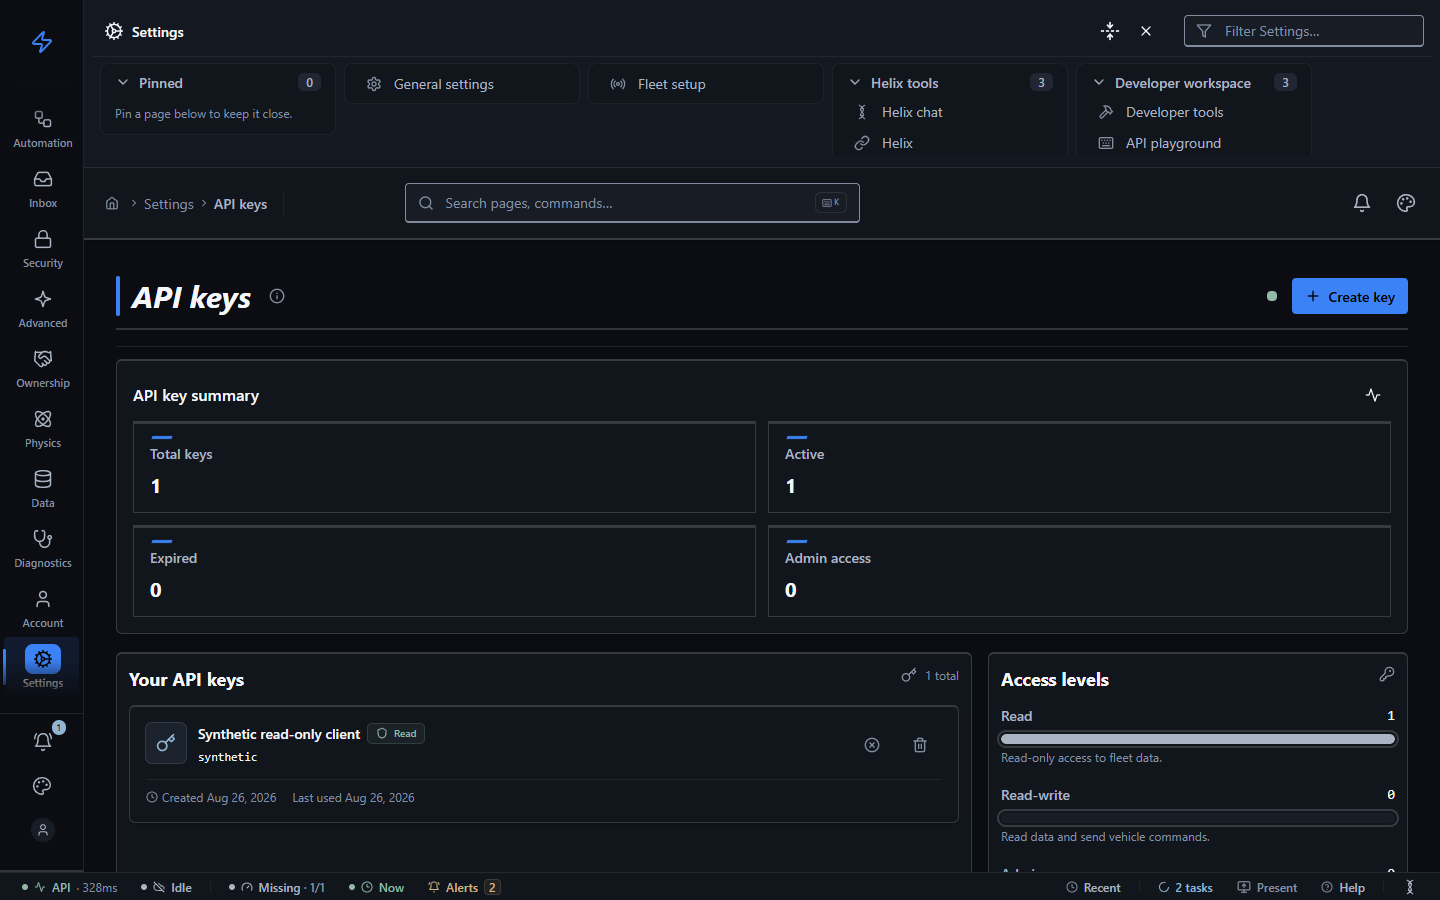 Settings
Filter Settings...
Pinned
0
Pin a page below to keep it close.
General settings
Fleet setup
Helix tools
3
Helix chat
Helix
Developer workspace
3
Developer tools
API playground
Automation
Inbox
Security
Advanced
Ownership
Physics
Data
Diagnostics
Account
Settings
1
Settings
API keys
Search pages, commands...
K
API keys
Create key
API key summary
Total keys
1
Active
1
Expired
0
Admin access
0
Your API keys
1 total
Synthetic read-only client
Read
synthetic
Created Aug 26, 2026
Last used Aug 26, 2026
Access levels
Read
1
Read-only access to fleet data.
Read-write
0
Read data and send vehicle commands.
API · 328ms
Idle
Missing · 1/1
Now
Alerts
2
Recent
2 tasks
Present
Help